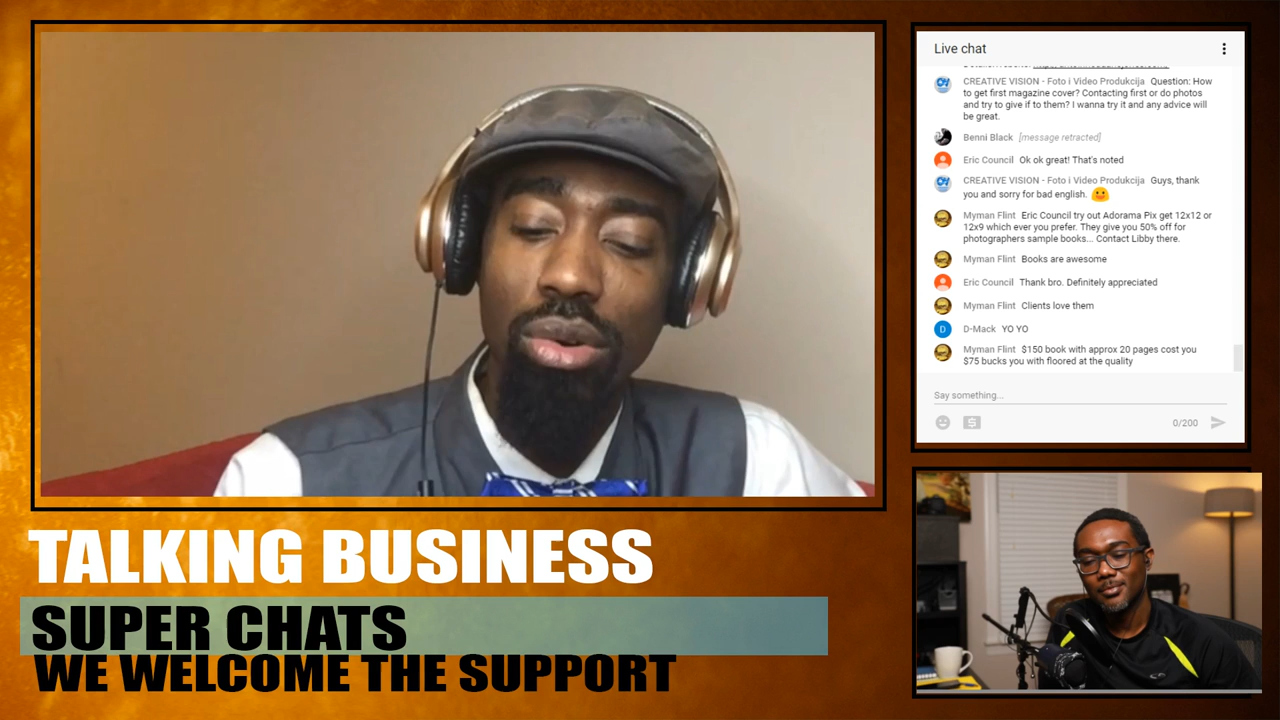 Live chat
CREATIVE VISION - Foto i Video Produkcija Question: How
to get first magazine cover? Contacting first or do photos
and try to give if to them? I wanna try it and any advice will
be great.
Benni Black [message retracted]
Eric Council Ok ok great! That's noted
CREATIVE VISION - Foto i Video Produkcija Guys, thank
you and sorry for bad english.
Myman Flint Eric Council try out Adorama Pix get 12x12 or
12x9 which ever you prefer. They give you 50% off for
photographers sample books... Contact Libby there.
Myman Flint Books are awesome
Eric Council Thank bro. Definitely appreciated
Myman Flint Clients love them
D D-Mack YO YO
Myman Flint $150 book with approx 20 pages cost you
$75 bucks you with floored at the quality
Say something...
0/200
TALKING BUSINESS
SUPER CHATS
WE WELCOME THE SUPPORT